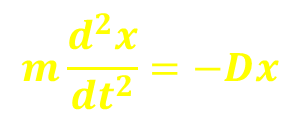 m d²x/dt² = −Dx